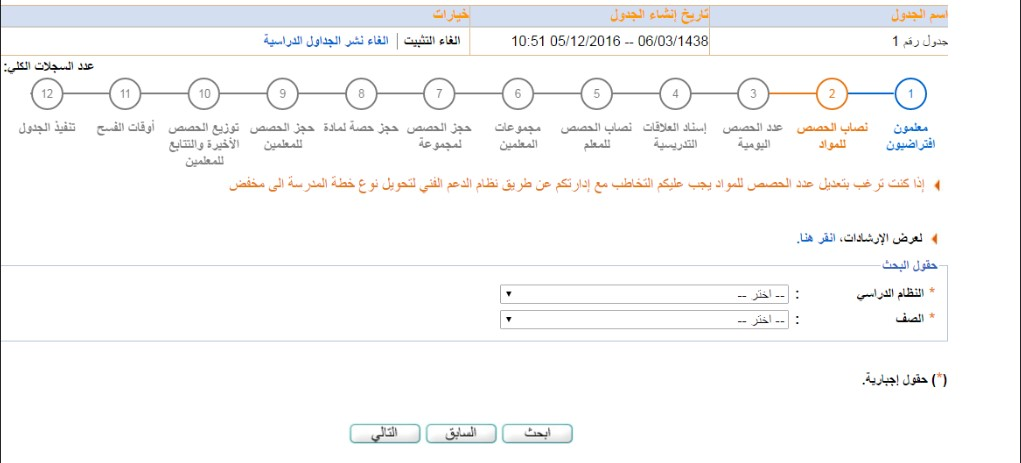 اسم الجدول تاريخ إنشاء الجدول خيارات
جدول رقم 1 06/03/1438 -- 05/12/2016 10:51 الغاء التثبيت | الغاء نشر الجداول الدراسية
عدد السجلات الكلي:
1 2 3 4 5 6 7 8 9 10 11 12
معلمون افتراضيون
نصاب الحصص للمواد
عدد الحصص اليومية
إسناد العلاقات التدريسية
نصاب الحصص للمعلم
مجموعات المعلمين
حجز الحصص لمجموعة
حجز حصة لمادة
حجز الحصص للمعلمين
توزيع الحصص الأخيرة والتتابع للمعلمين
أوقات الفسح
تنفيذ الجدول
إذا كنت ترغب بتعديل عدد الحصص للمواد يجب عليكم التخاطب مع إدارتكم عن طريق نظام الدعم الفني لتحويل نوع خطة المدرسة الى مخفض
لعرض الإرشادات، انقر هنا.
حقول البحث
* النظام الدراسي : -- اختر --
* الصف : -- اختر --
(*) حقول إجبارية.
ابحث السابق التالي